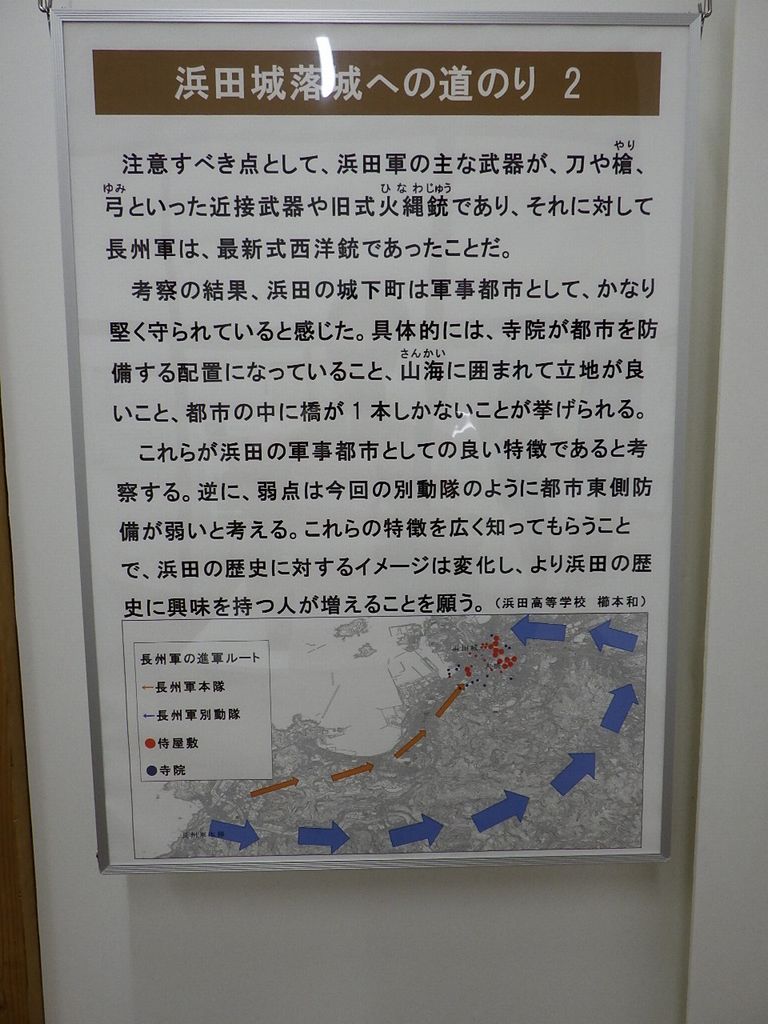 浜田城落城への道のり 2
やり
注意すべき点として、浜田軍の主な武器が、刀や槍、
ゆみ ひなわじゅう
弓といった近接武器や旧式火縄銃であり、それに対して
長州軍は、最新式西洋銃であったことだ。
考察の結果、浜田の城下町は軍事都市として、かなり
堅く守られていると感じた。具体的には、寺院が都市を防
さんかい
備する配置になっていること、山海に囲まれて立地が良
いこと、都市の中に橋が1本しかないことが挙げられる。
これらが浜田の軍事都市としての良い特徴であると考
察する。逆に、弱点は今回の別動隊のように都市東側防
備が弱いと考える。これらの特徴を広く知ってもらうこと
で、浜田の歴史に対するイメージは変化し、より浜田の歴
史に興味を持つ人が増えることを願う。(浜田高等学校 櫛本和)
長州軍の進軍ルート
←長州軍本隊
←長州軍別動隊
●侍屋敷
●寺院